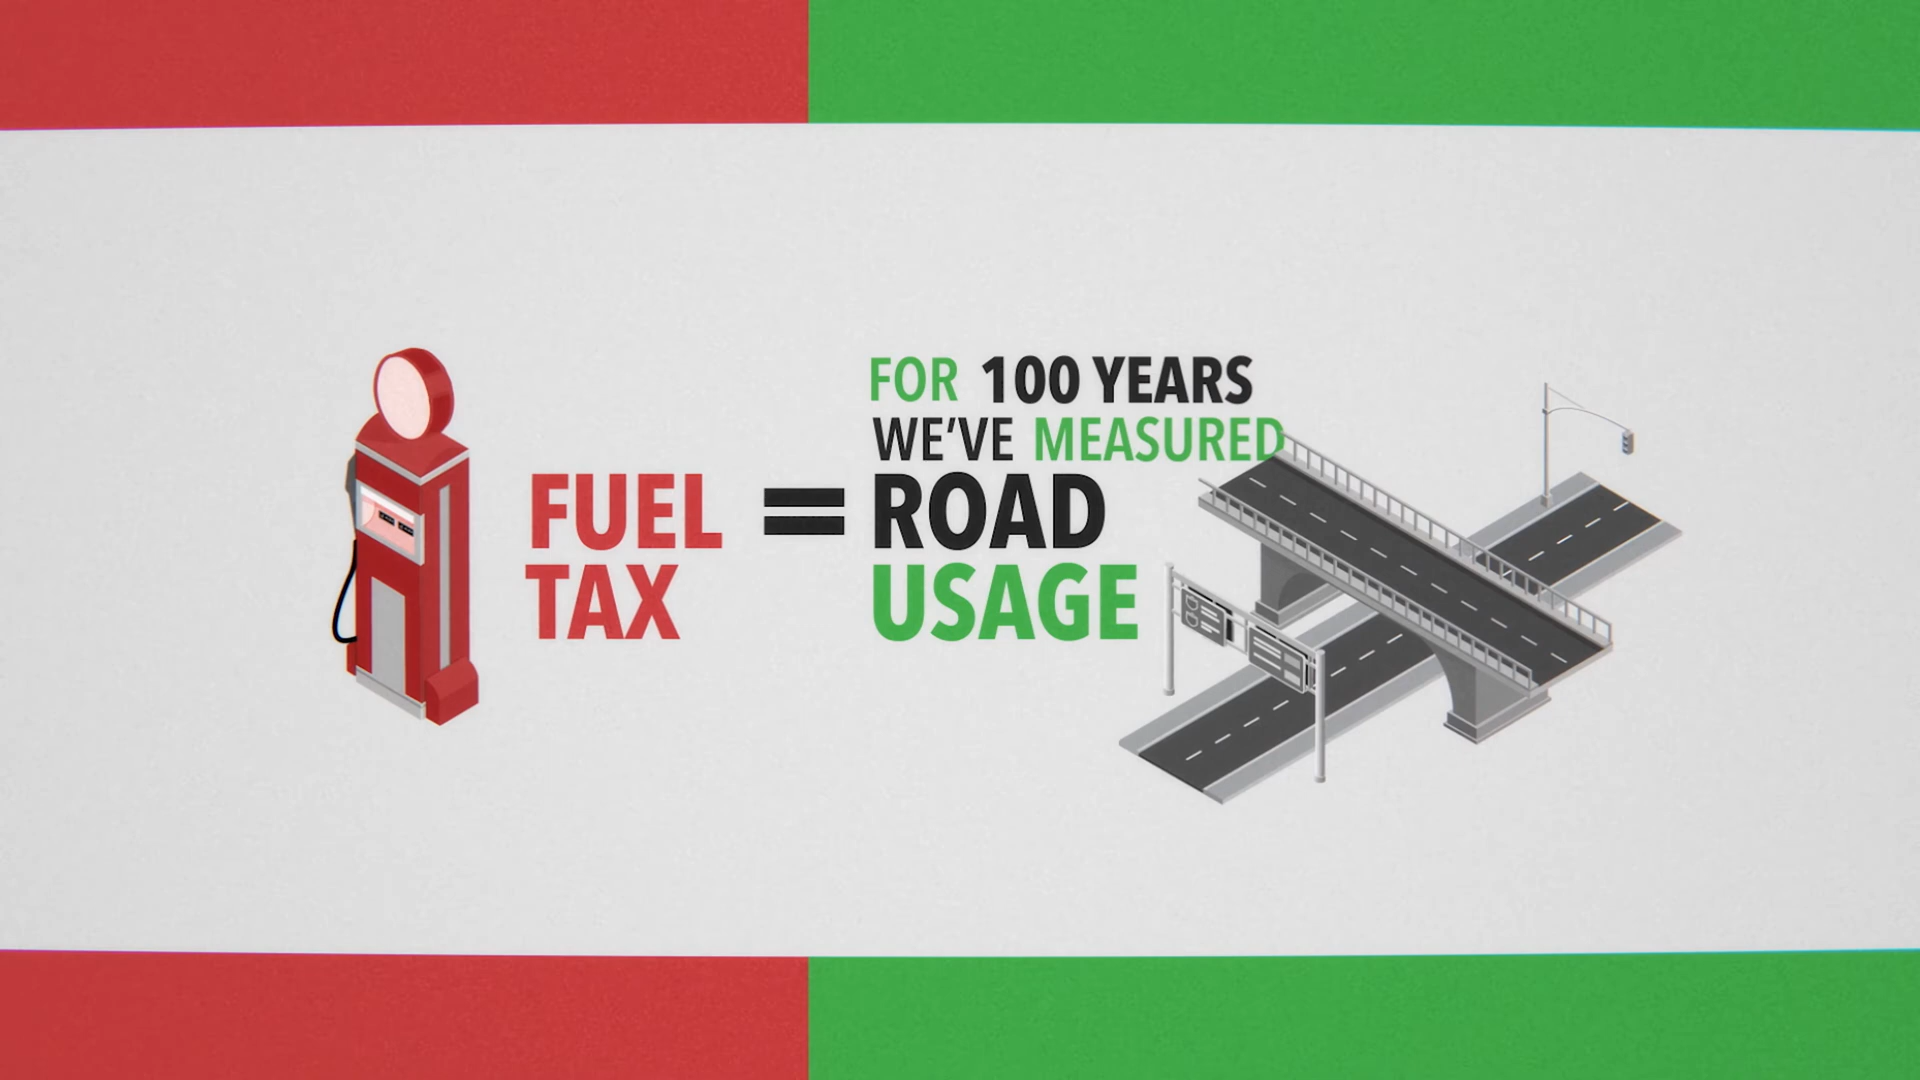 FUEL
TAX
=
FOR 100 YEARS
WE'VE MEASURED
ROAD
USAGE